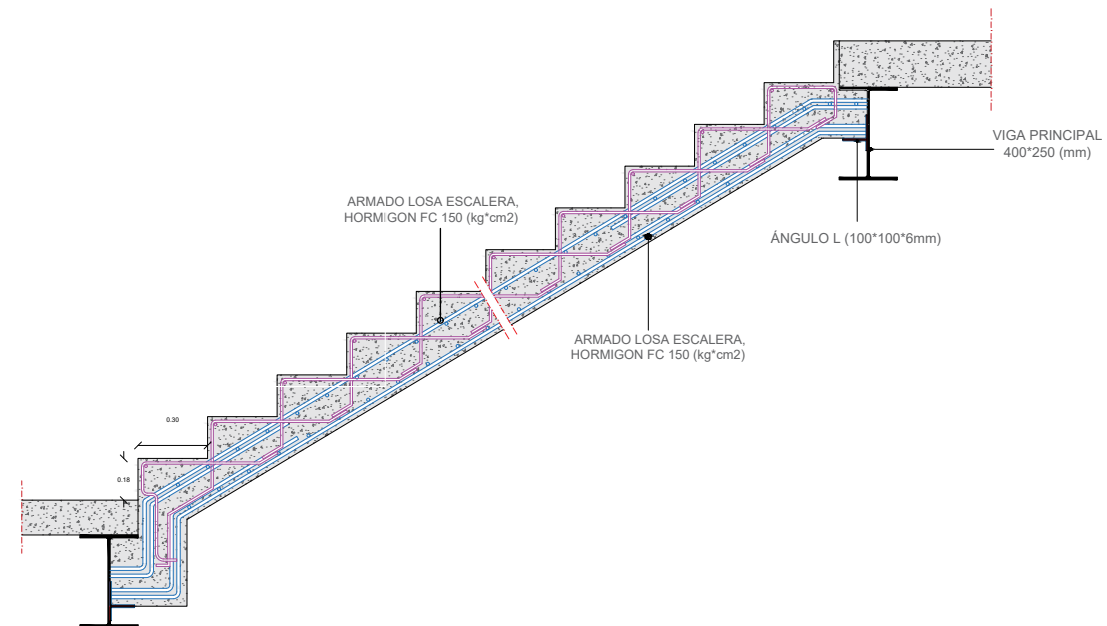 VIGA PRINCIPAL
400*250 (mm)
ARMADO LOSA ESCALERA,
HORMIGON FC 150 (kg*cm2)
ÁNGULO L (100*100*6mm)
ARMADO LOSA ESCALERA,
HORMIGON FC 150 (kg*cm2)
0.30
0.18